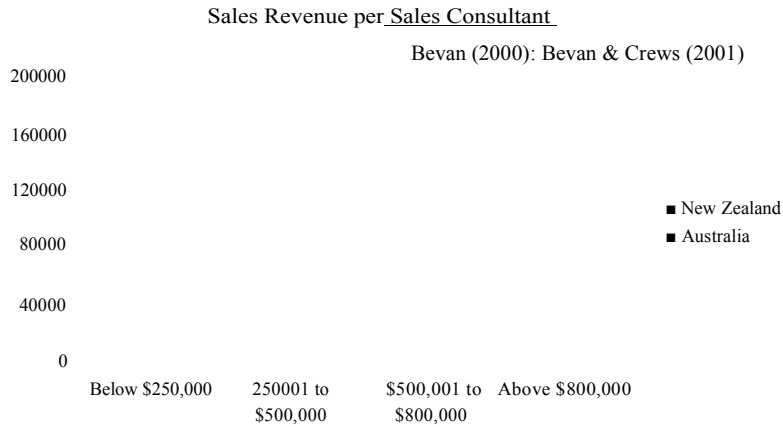 Sales Revenue per Sales Consultant
Bevan (2000): Bevan & Crews (2001)
200000
160000
120000
80000
40000
0
New Zealand
Australia
Below $250,000
250001 to
$500,000
$500,001 to
$800,000
Above $800,000